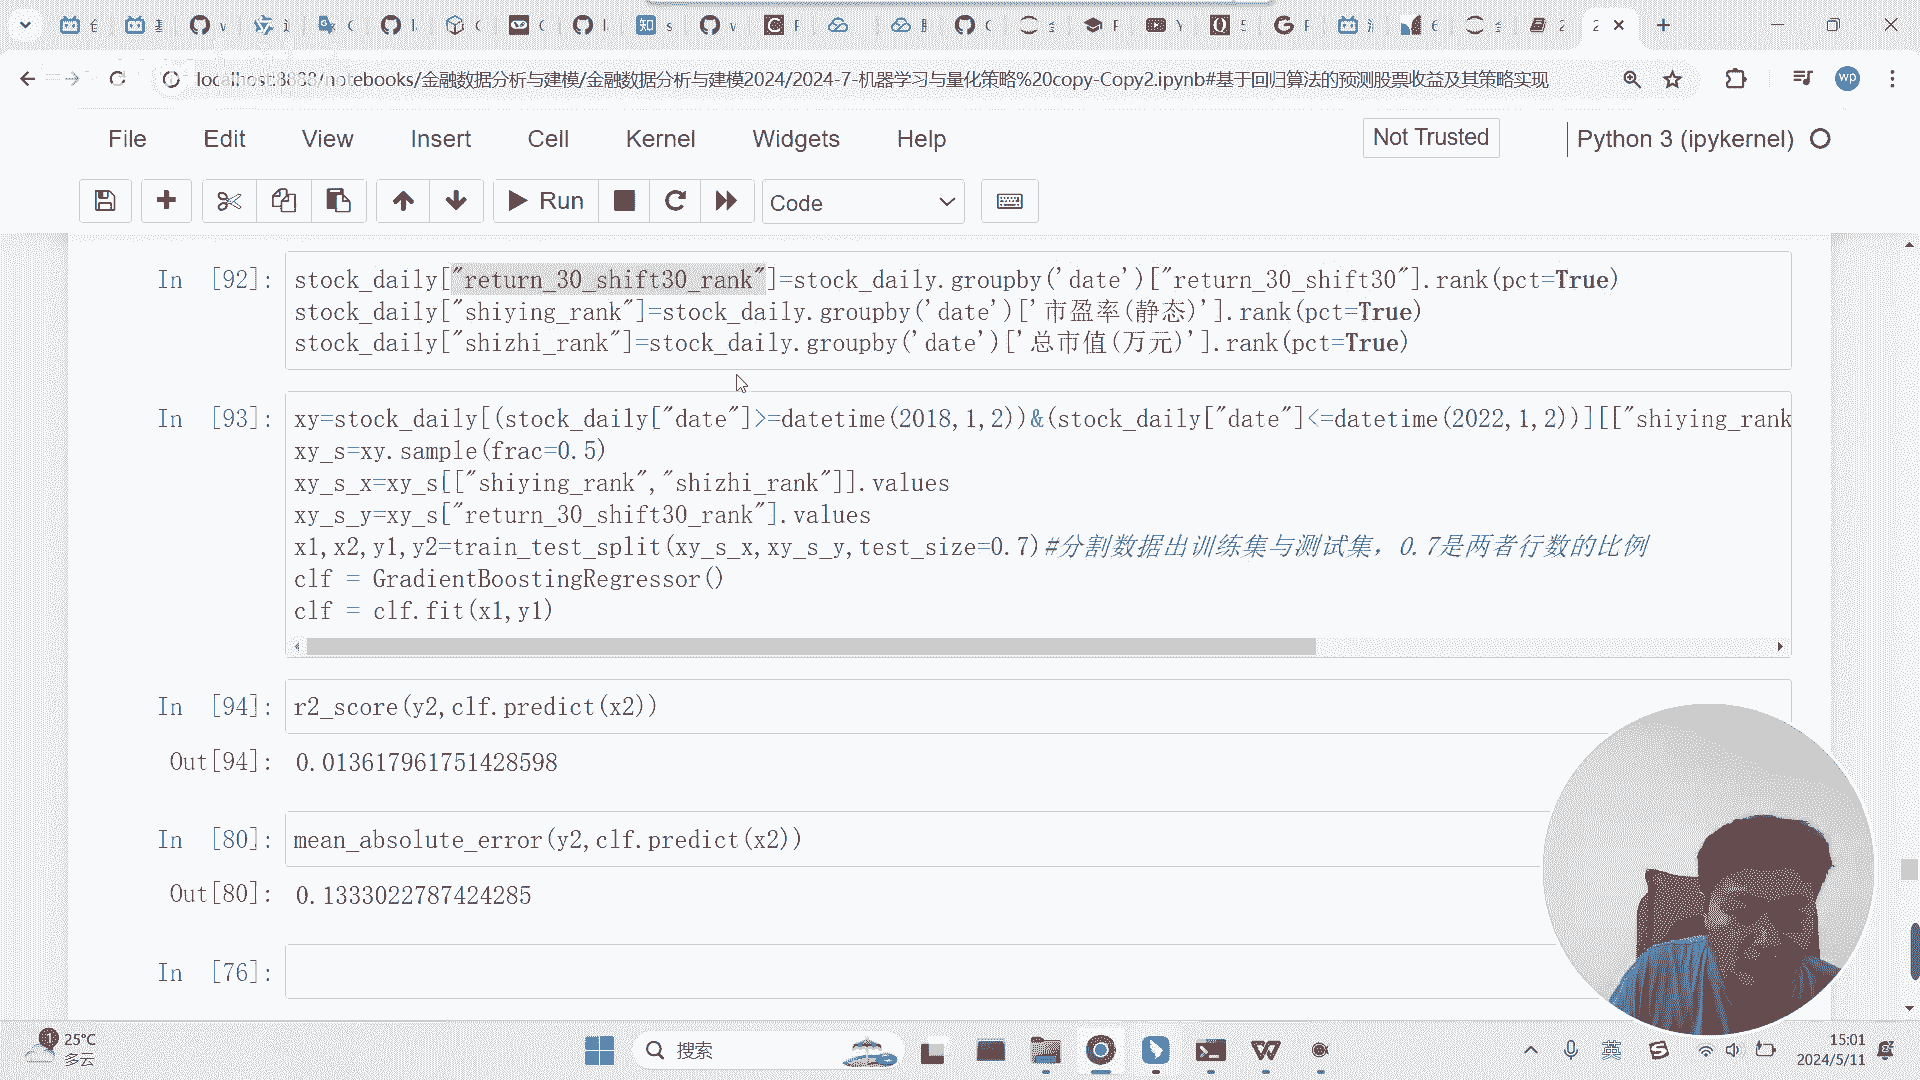 localhost:8888/notebooks/金融数据分析与建模/金融数据分析与建模2024/2024-7-机器学习与量化策略%20copy-Copy2.ipynb#基于回归算法的预测股票收益及其策略实现
wp
File Edit View Insert Cell Kernel Widgets Help
Not Trusted
Python 3 (ipykernel)
Run
Code
In [92]:
stock_daily["return_30_shift30_rank"]=stock_daily.groupby('date')["return_30_shift30"].rank(pct=True)
stock_daily["shiying_rank"]=stock_daily.groupby('date')['市盈率(静态)'].rank(pct=True)
stock_daily["shizhi_rank"]=stock_daily.groupby('date')['总市值(万元)'].rank(pct=True)
In [93]:
xy=stock_daily[(stock_daily["date"]>=datetime(2018,1,2))&(stock_daily["date"]<=datetime(2022,1,2))][["shiying_rank
xy_s=xy.sample(frac=0.5)
xy_s_x=xy_s[["shiying_rank","shizhi_rank"]].values
xy_s_y=xy_s["return_30_shift30_rank"].values
x1,x2,y1,y2=train_test_split(xy_s_x,xy_s_y,test_size=0.7)#分割数据出训练集与测试集，0.7是两者行数的比例
clf = GradientBoostingRegressor()
clf = clf.fit(x1,y1)
In [94]:
r2_score(y2,clf.predict(x2))
Out[94]:
0.013617961751428598
In [80]:
mean_absolute_error(y2,clf.predict(x2))
Out[80]:
0.1333022787424285
In [76]:
1
25°C
多云
搜索
英
15:01
2024/5/11